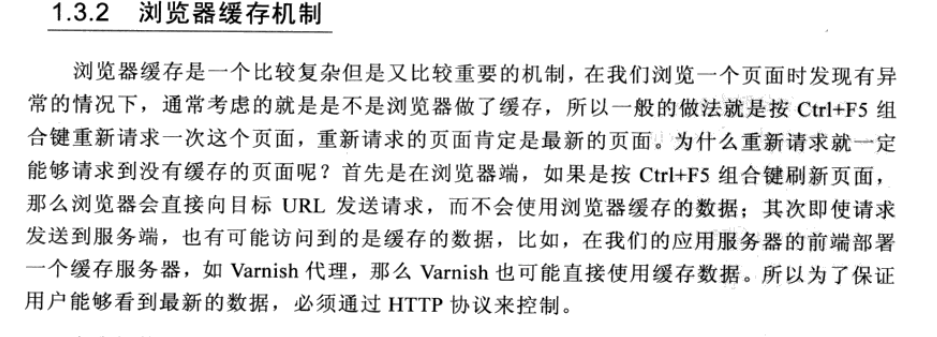 1.3.2 浏览器缓存机制
浏览器缓存是一个比较复杂但是又比较重要的机制，在我们浏览一个页面时发现有异
常的情况下，通常考虑的就是是不是浏览器做了缓存，所以一般的做法就是按 Ctrl+F5 组
合键重新请求一次这个页面，重新请求的页面肯定是最新的页面。为什么重新请求就一定
能够请求到没有缓存的页面呢？首先是在浏览器端，如果是按 Ctrl+F5 组合键刷新页面，
那么浏览器会直接向目标 URL 发送请求，而不会使用浏览器缓存的数据；其次即使请求
发送到服务端，也有可能访问到的是缓存的数据，比如，在我们的应用服务器的前端部署
一个缓存服务器，如 Varnish 代理，那么 Varnish 也可能直接使用缓存数据。所以为了保证
用户能够看到最新的数据，必须通过 HTTP 协议来控制。